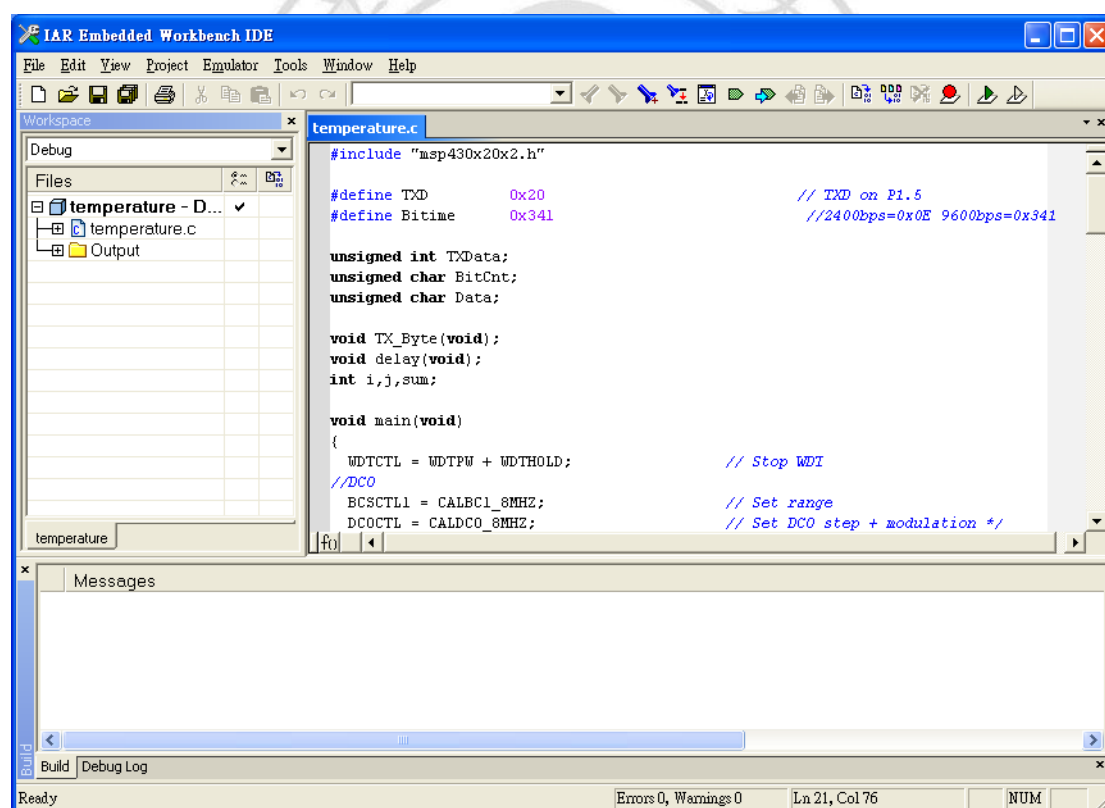 IAR Embedded Workbench IDE
File Edit View Project Emulator Tools Window Help
Workspace
Debug
Files
temperature - D...
temperature.c
Output
temperature
temperature.c
#include "msp430x20x2.h"
#define TXD 0x20 // TXD on P1.5
#define Bitime 0x341 //2400bps=0x0E 9600bps=0x341
unsigned int TXData;
unsigned char BitCnt;
unsigned char Data;
void TX_Byte(void);
void delay(void);
int i,j,sum;
void main(void)
{
WDTCTL = WDTPW + WDTHOLD; // Stop WDT
//DCO
BCSCTL1 = CALBC1_8MHZ; // Set range
DCOCTL = CALDCO_8MHZ; // Set DCO step + modulation */
f()
Messages
Build
Build Debug Log
Ready Errors 0, Warnings 0 Ln 21, Col 76 NUM